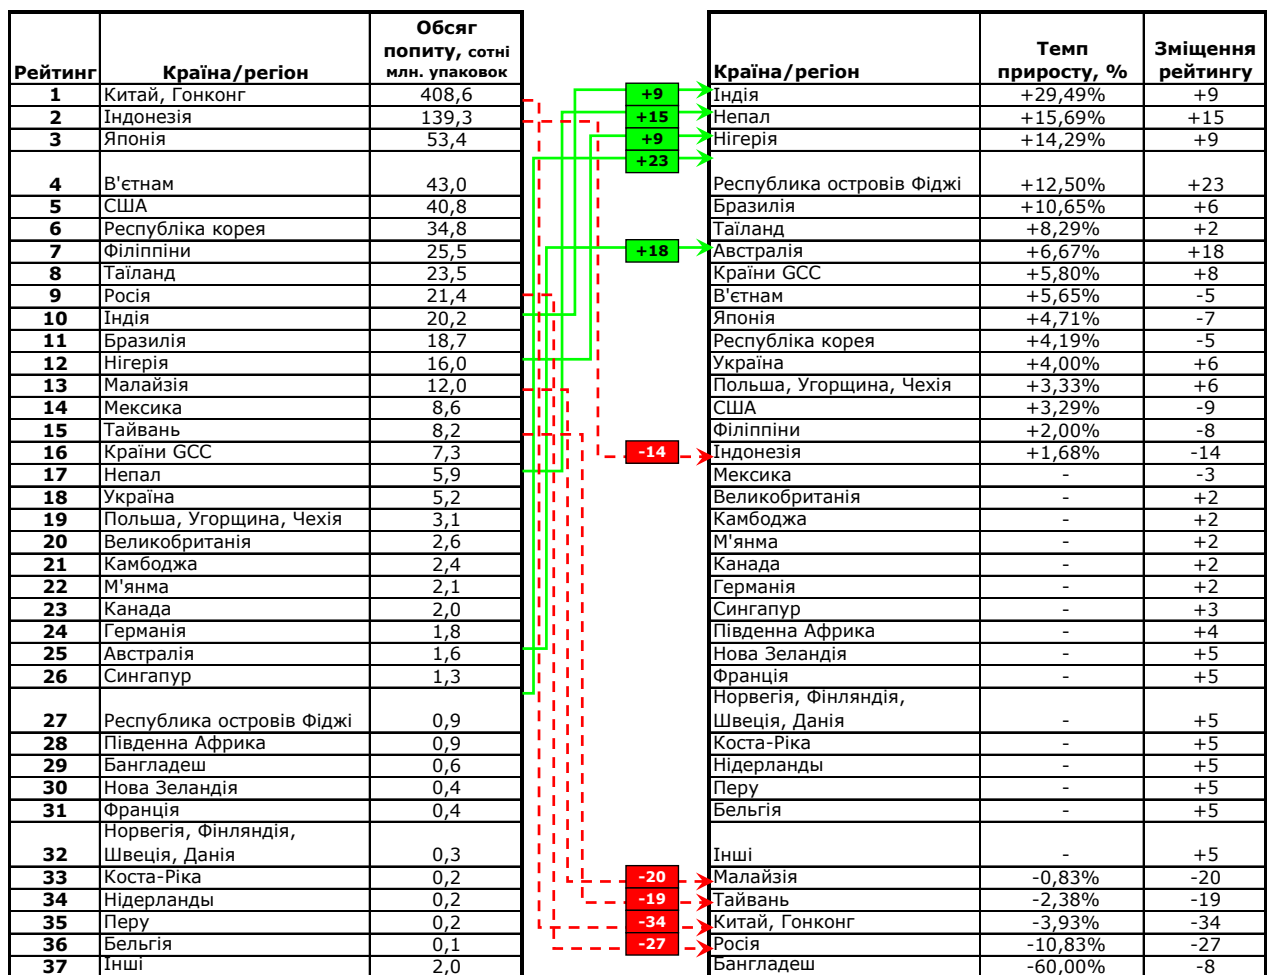 Рейтинг Країна/регіон Обсяг попиту, сотні млн. упаковок
1 Китай, Гонконг 408,6
2 Індонезія 139,3
3 Японія 53,4
4 В'єтнам 43,0
5 США 40,8
6 Республіка корея 34,8
7 Філіппіни 25,5
8 Таїланд 23,5
9 Росія 21,4
10 Індія 20,2
11 Бразилія 18,7
12 Нігерія 16,0
13 Малайзія 12,0
14 Мексика 8,6
15 Тайвань 8,2
16 Країни GCC 7,3
17 Непал 5,9
18 Україна 5,2
19 Польша, Угорщина, Чехія 3,1
20 Великобританія 2,6
21 Камбоджа 2,4
22 М'янма 2,1
23 Канада 2,0
24 Германія 1,8
25 Австралія 1,6
26 Сингапур 1,3
27 Республика островів Фіджі 0,9
28 Південна Африка 0,9
29 Бангладеш 0,6
30 Нова Зеландія 0,4
31 Франція 0,4
Норвегія, Фінляндія,
32 Швеція, Данія 0,3
33 Коста-Ріка 0,2
34 Нідерланды 0,2
35 Перу 0,2
36 Бельгія 0,1
37 Інші 2,0
+9
+15
+9
+23
+18
-14
-20
-19
-34
-27
Країна/регіон Темп приросту, % Зміщення рейтингу
Індія +29,49% +9
Непал +15,69% +15
Нігерія +14,29% +9
Республика островів Фіджі +12,50% +23
Бразилія +10,65% +6
Таїланд +8,29% +2
Австралія +6,67% +18
Країни GCC +5,80% +8
В'єтнам +5,65% -5
Японія +4,71% -7
Республіка корея +4,19% -5
Україна +4,00% +6
Польша, Угорщина, Чехія +3,33% +6
США +3,29% -9
Філіппіни +2,00% -8
Індонезія +1,68% -14
Мексика - -3
Великобританія - +2
Камбоджа - +2
М'янма - +2
Канада - +2
Германія - +2
Сингапур - +3
Південна Африка - +4
Нова Зеландія - +5
Франція - +5
Норвегія, Фінляндія,
Швеція, Данія - +5
Коста-Ріка - +5
Нідерланды - +5
Перу - +5
Бельгія - +5
Інші - +5
Малайзія -0,83% -20
Тайвань -2,38% -19
Китай, Гонконг -3,93% -34
Росія -10,83% -27
Бангладеш -60,00% -8